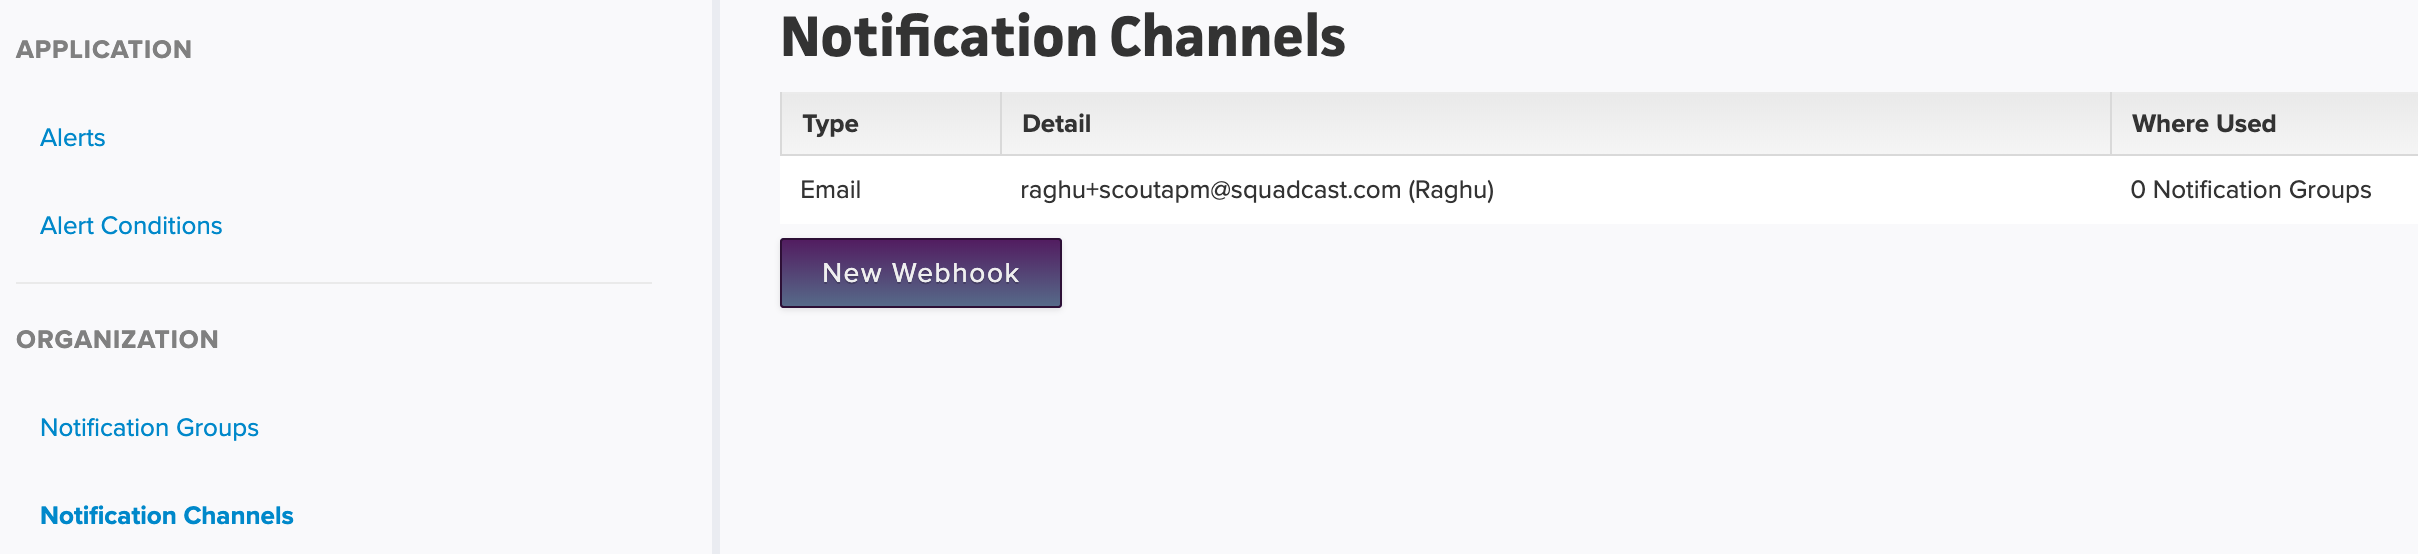 APPLICATION
Alerts
Alert Conditions
ORGANIZATION
Notification Groups
Notification Channels
Notification Channels
Type Detail Where Used
Email raghu+scoutapm@squadcast.com (Raghu) 0 Notification Groups
New Webhook